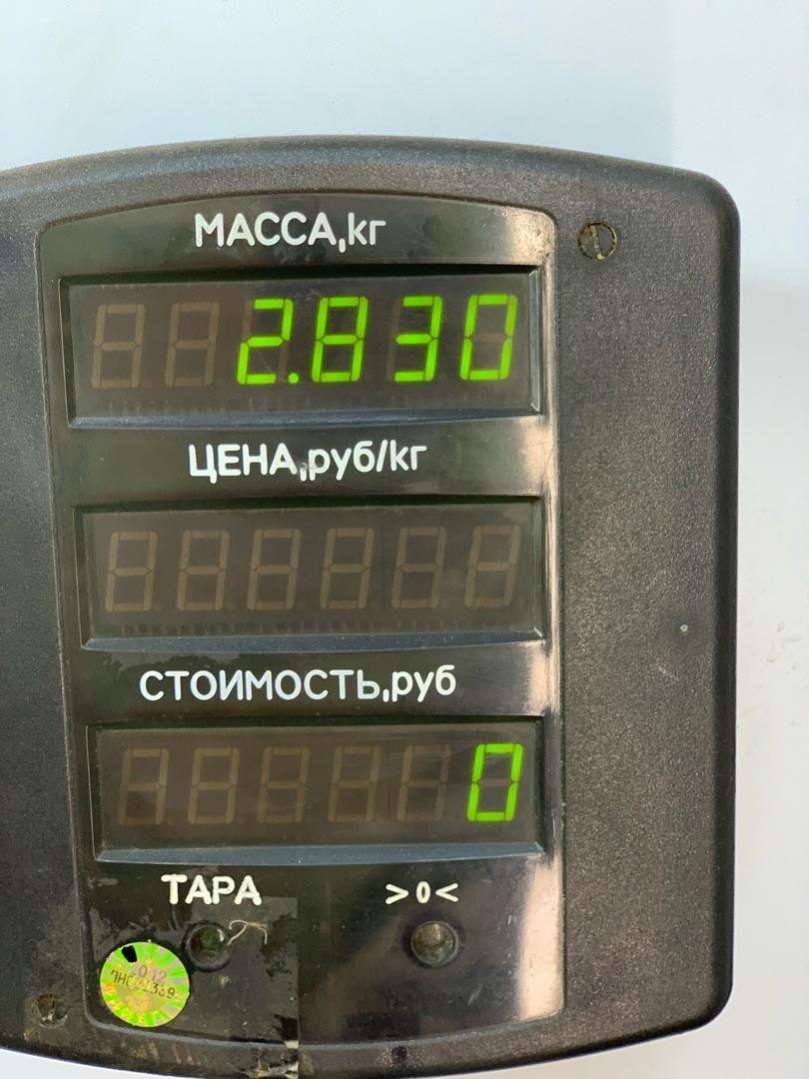 МАССА,кг
2.830
ЦЕНА,руб/кг
СТОИМОСТЬ,руб
0
ТАРА >0<